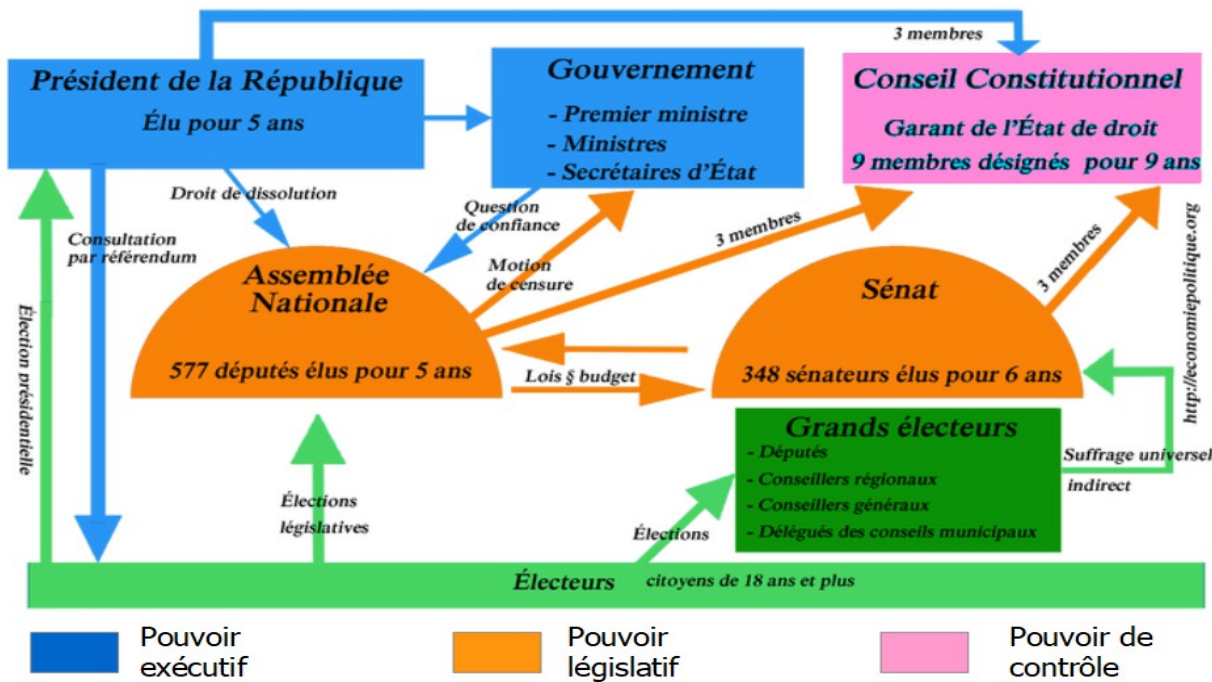 3 membres
Président de la République
Élu pour 5 ans
Gouvernement
- Premier ministre
- Ministres
- Secrétaires d'État
Conseil Constitutionnel
Garant de l'État de droit
9 membres désignés pour 9 ans
Droit de dissolution
Question
de confiance
Consultation
par référendum
Motion
de censure
3 membres
3 membres
http://economiepolitique.org
Élection présidentielle
Assemblée
Nationale
577 députés élus pour 5 ans
Lois § budget
Sénat
348 sénateurs élus pour 6 ans
Grands électeurs
- Députés
- Conseillers régionaux
- Conseillers généraux
- Délégués des conseils municipaux
Suffrage universel
indirect
Élections
législatives
Élections
Électeurs citoyens de 18 ans et plus
Pouvoir
exécutif
Pouvoir
législatif
Pouvoir de
contrôle